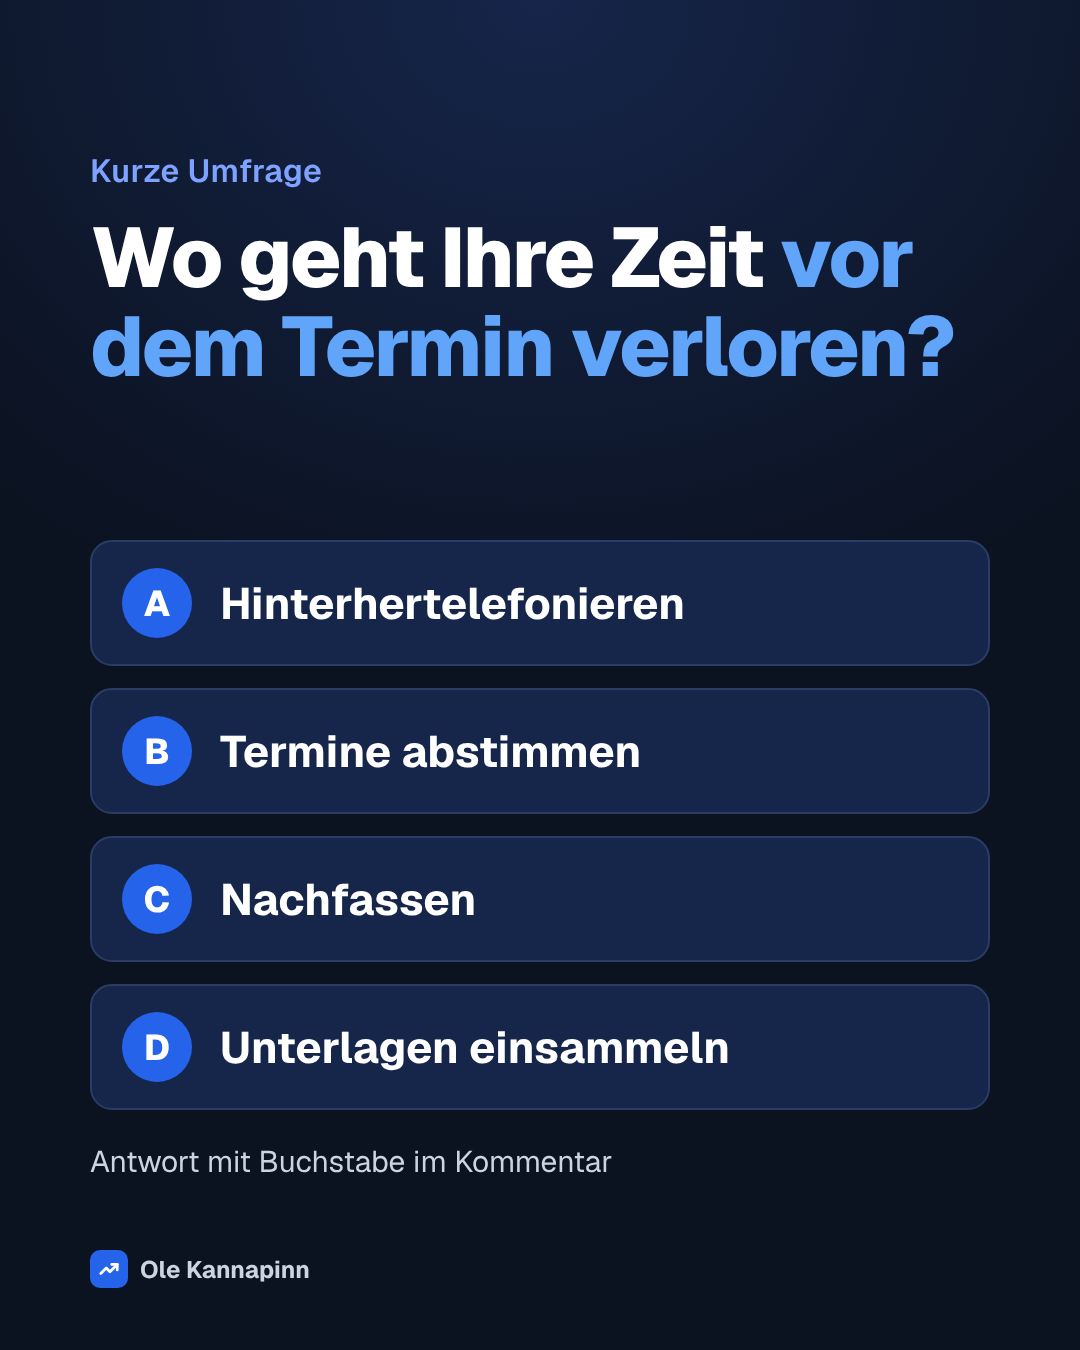 Kurze Umfrage
Wo geht Ihre Zeit vor
dem Termin verloren?
A Hinterhertelefonieren
B Termine abstimmen
C Nachfassen
D Unterlagen einsammeln
Antwort mit Buchstabe im Kommentar
Ole Kannapinn